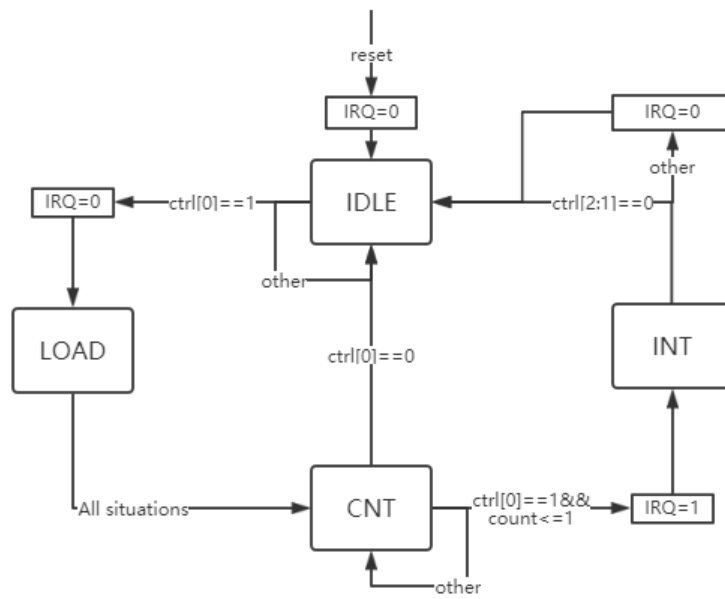 reset
IRQ=0
IRQ=0
other
IRQ=0
ctrl[0]==1
IDLE
ctrl[2:1]==0
other
LOAD
INT
ctrl[0]==0
All situations
CNT
ctrl[0]==1&&
count<=1
IRQ=1
other